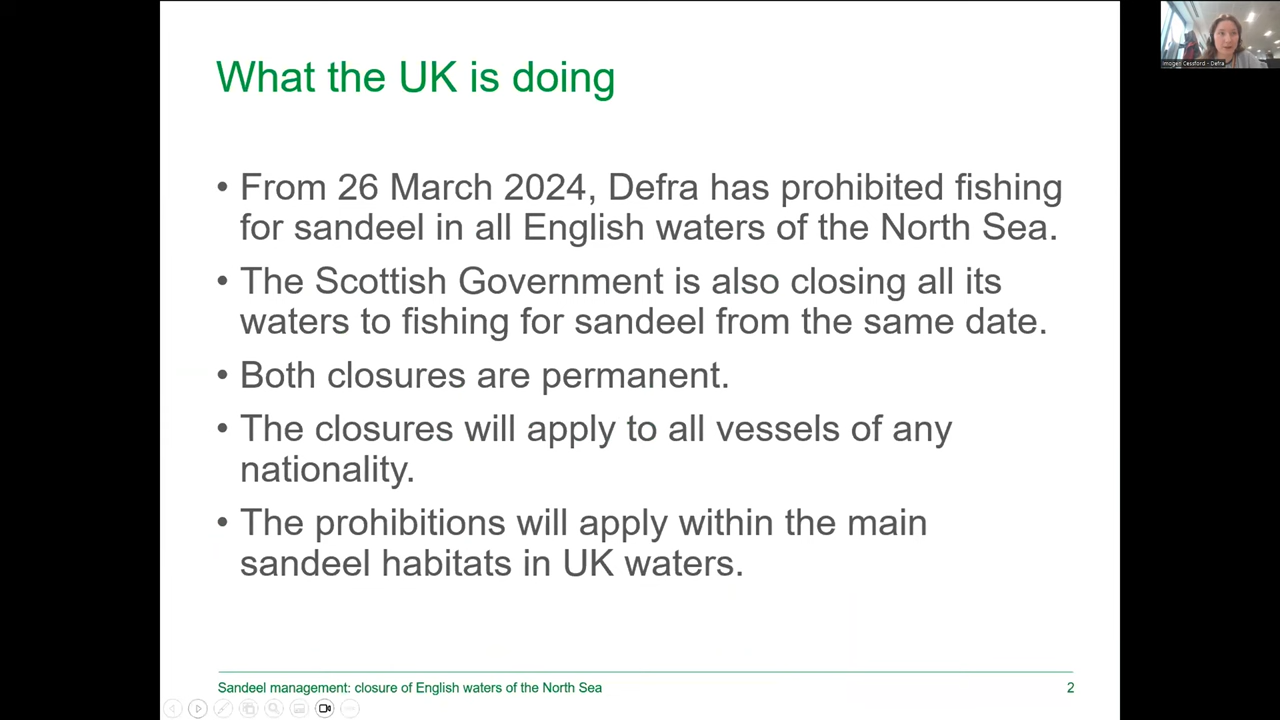 What the UK is doing
• From 26 March 2024, Defra has prohibited fishing
for sandeel in all English waters of the North Sea.
• The Scottish Government is also closing all its
waters to fishing for sandeel from the same date.
• Both closures are permanent.
• The closures will apply to all vessels of any
nationality.
• The prohibitions will apply within the main
sandeel habitats in UK waters.
Sandeel management: closure of English waters of the North Sea
2
Imogen Cessford - Defra